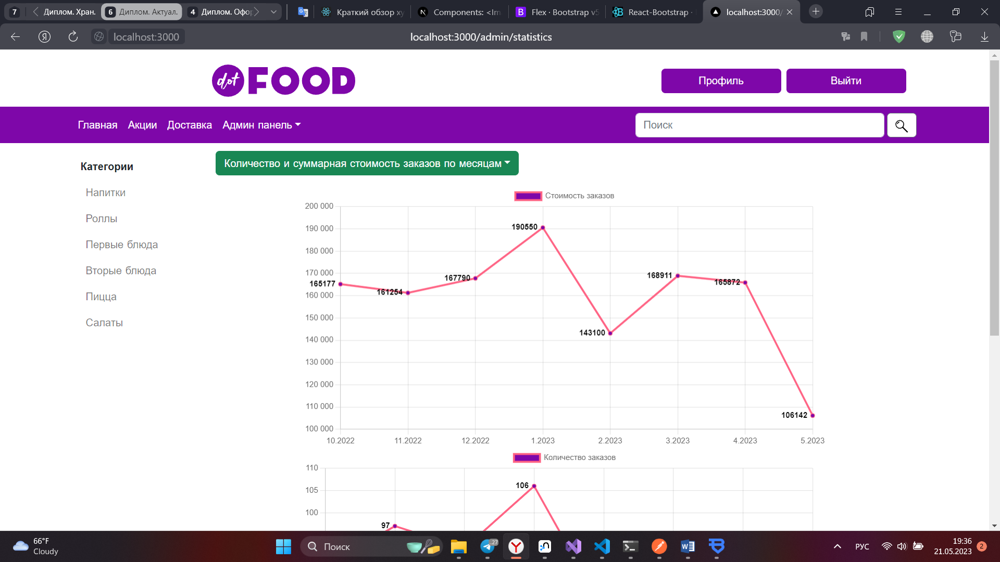 7
Диплом. Хран.
6
Диплом. Актуал.
4
Диплом. Офор
Краткий обзор ху
Components: <Im
Flex · Bootstrap v5
React-Bootstrap ·
localhost:3000/
localhost:3000
localhost:3000/admin/statistics
dot FOOD
Профиль
Выйти
Главная
Акции
Доставка
Админ панель
Поиск
Категории
Напитки
Роллы
Первые блюда
Вторые блюда
Пицца
Салаты
Количество и суммарная стоимость заказов по месяцам
Стоимость заказов
200 000
190 000
180 000
170 000
160 000
150 000
140 000
130 000
120 000
110 000
100 000
165177
161254
167790
190550
143100
168911
165872
106142
10.2022
11.2022
12.2022
1.2023
2.2023
3.2023
4.2023
5.2023
Количество заказов
110
105
100
97
106
66°F
Cloudy
Поиск
..27
РУС
19:36
21.05.2023
2